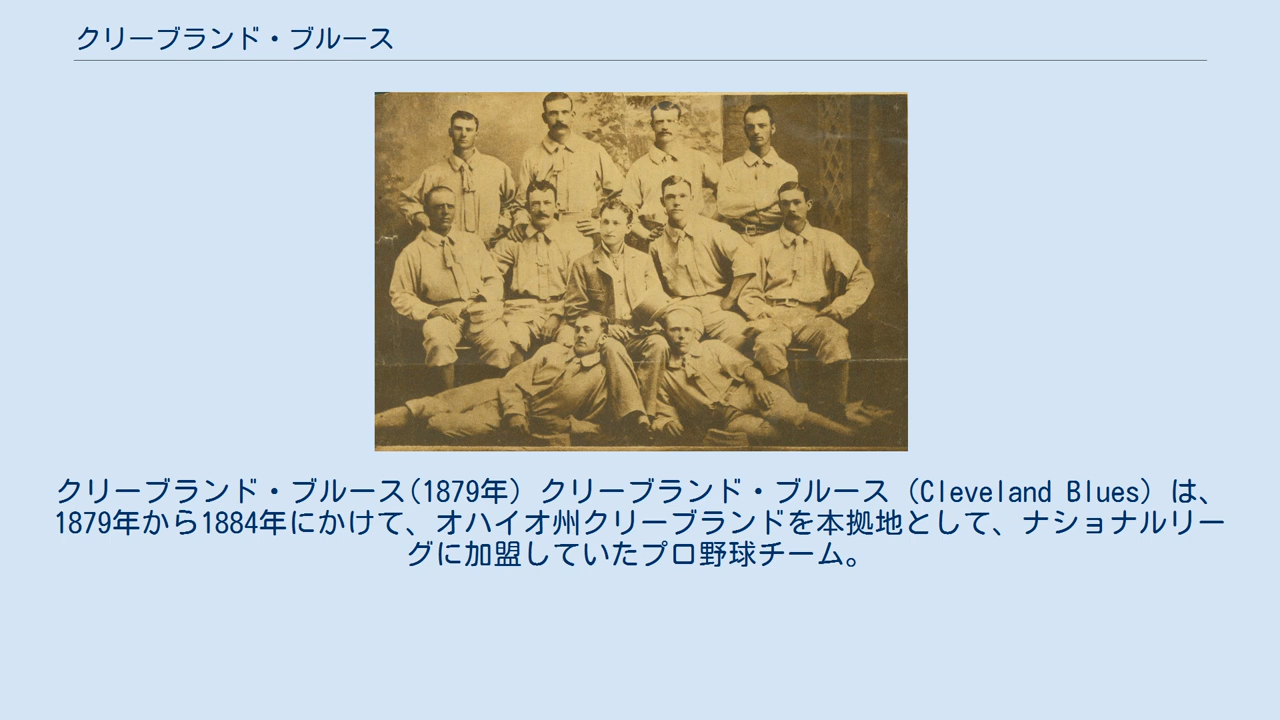 クリーブランド・ブルース
クリーブランド・ブルース(1879年) クリーブランド・ブルース (Cleveland Blues) は、
1879年から1884年にかけて、オハイオ州クリーブランドを本拠地として、ナショナルリー
グに加盟していたプロ野球チーム。